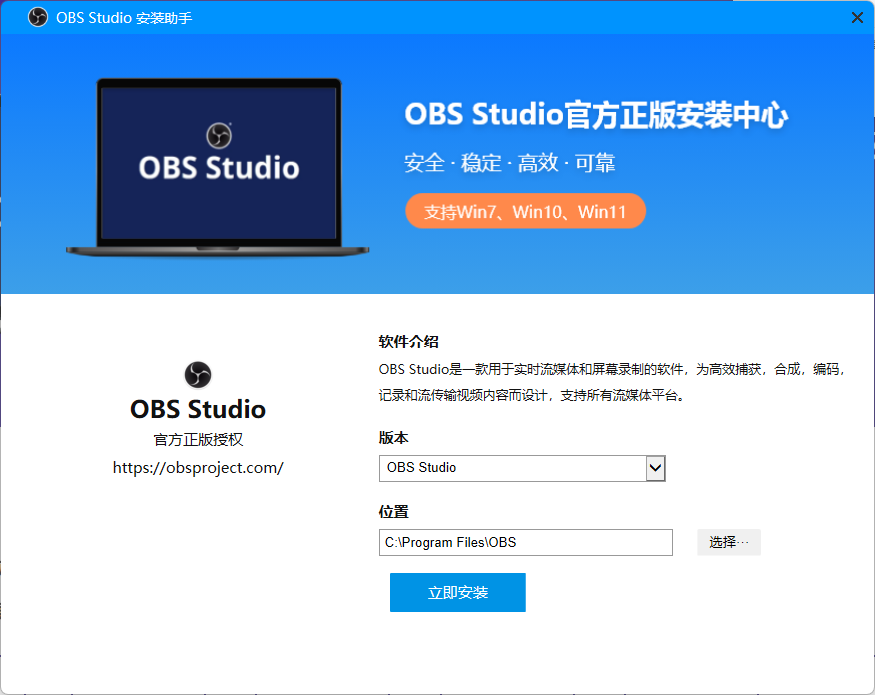 OBS Studio 安装助手
OBS Studio
OBS Studio官方正版安装中心
安全 · 稳定 · 高效 · 可靠
支持Win7、Win10、Win11
OBS Studio
官方正版授权
https://obsproject.com/
软件介绍
OBS Studio是一款用于实时流媒体和屏幕录制的软件，为高效捕获，合成，编码，
记录和流传输视频内容而设计，支持所有流媒体平台。
版本
OBS Studio
位置
C:\Program Files\OBS
选择···
立即安装